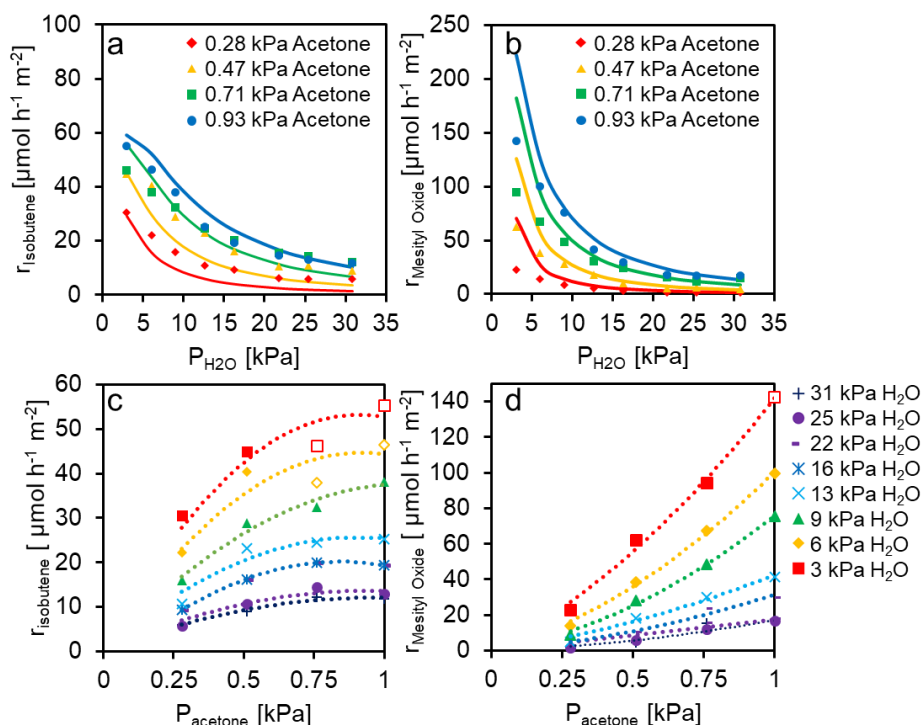 a
0.28 kPa Acetone
0.47 kPa Acetone
0.71 kPa Acetone
0.93 kPa Acetone
r_Isobutene [µmol h⁻¹ m⁻²]
100
80
60
40
20
0
0 5 10 15 20 25 30 35
P_H2O [kPa]
b
0.28 kPa Acetone
0.47 kPa Acetone
0.71 kPa Acetone
0.93 kPa Acetone
r_Mesityl Oxide [µmol h⁻¹ m⁻²]
250
200
150
100
50
0
0 5 10 15 20 25 30 35
P_H2O [kPa]
c
r_isobutene [ µmol h⁻¹ m⁻²]
60
50
40
30
20
10
0
0 0.25 0.5 0.75 1
P_acetone [kPa]
d
r_Mesityl Oxide [ µmol h⁻¹ m⁻²]
140
120
100
80
60
40
20
0
0 0.25 0.5 0.75 1
P_acetone [kPa]
31 kPa H₂O
25 kPa H₂O
22 kPa H₂O
16 kPa H₂O
13 kPa H₂O
9 kPa H₂O
6 kPa H₂O
3 kPa H₂O